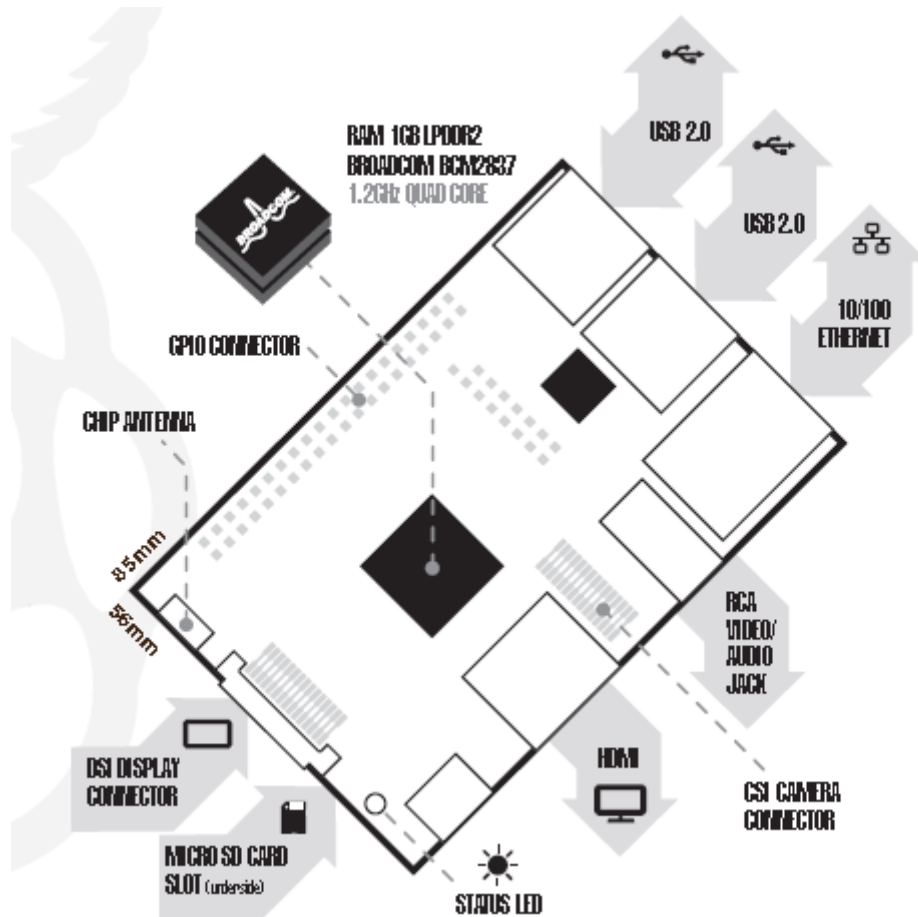 USB 2.0
RAM 1GB LPDDR2
BROADCOM BCM2837
1.2GHz QUAD CORE
BROADCOM
USB 2.0
10/100
ETHERNET
GPIO CONNECTOR
CHIP ANTENNA
85mm
56mm
RCA
VIDEO/
AUDIO
JACK
DSI DISPLAY
CONNECTOR
HDMI
CSI CAMERA
CONNECTOR
MICRO SD CARD
SLOT (underside)
STATUS LED